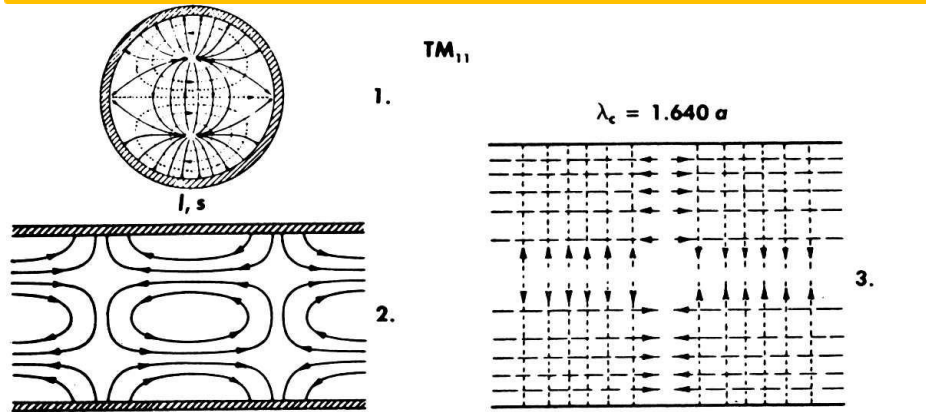 TM₁₁
1.
λc = 1.640 a
l, s
2.
3.